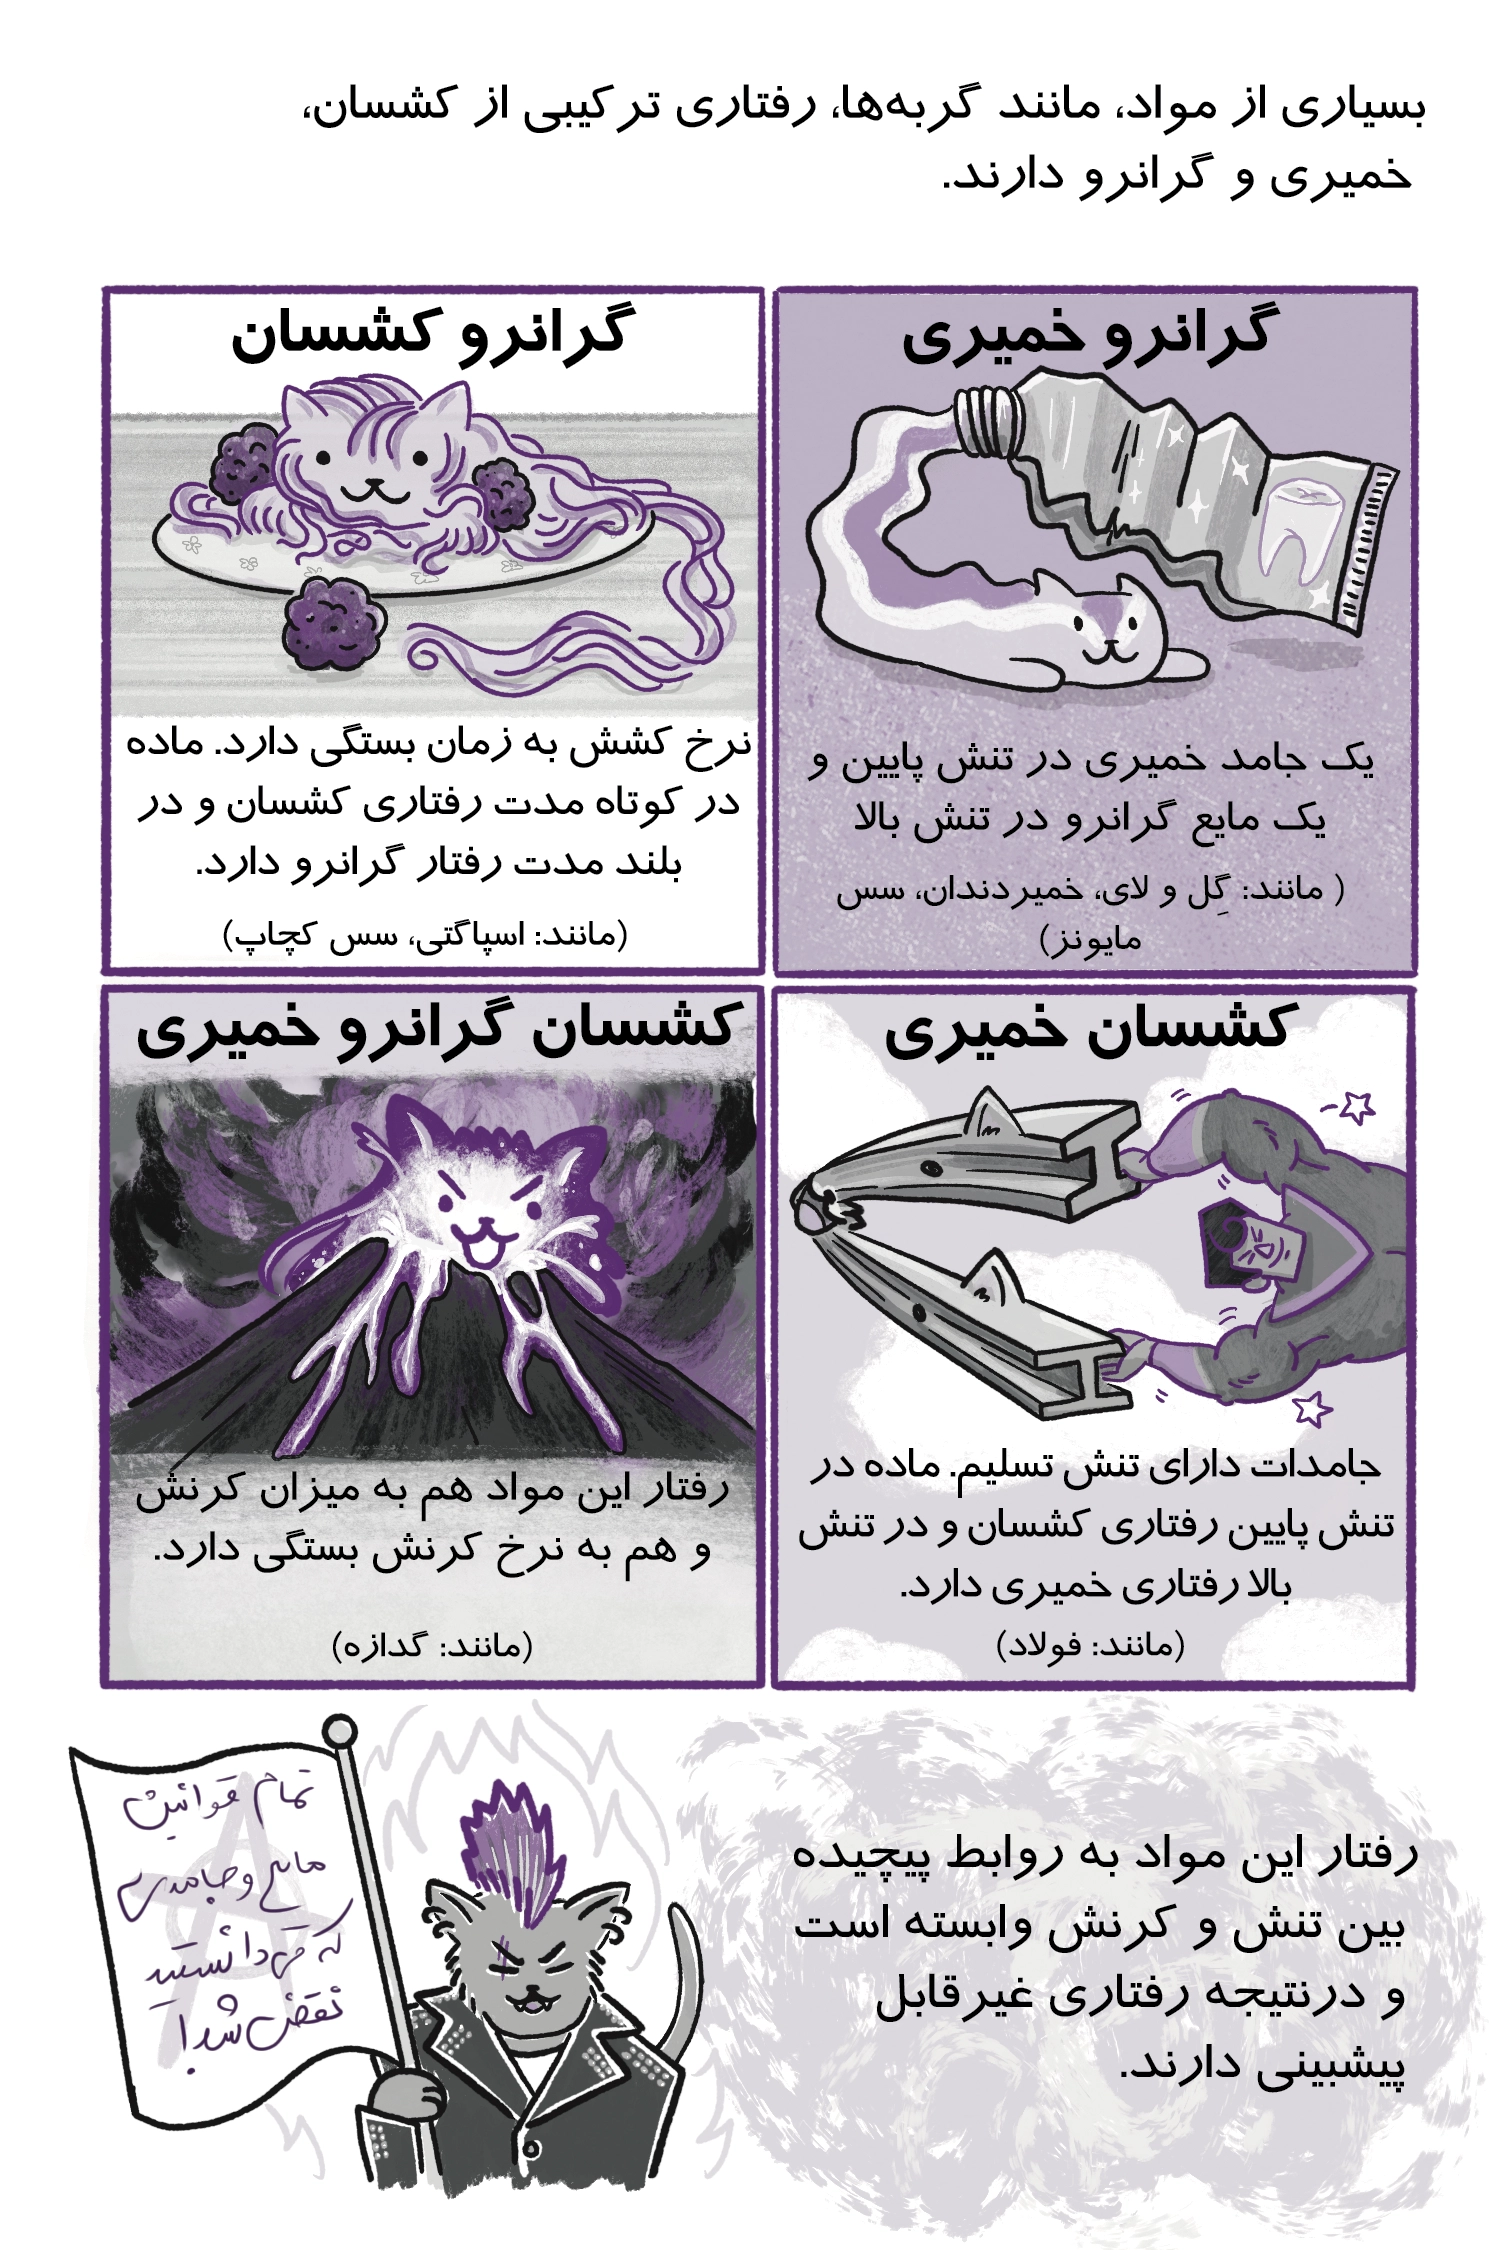 بسیاری از مواد، مانند گربه‌ها، رفتاری ترکیبی از کشسان،
خمیری و گرانرو دارند.
گرانرو خمیری
یک جامد خمیری در تنش پایین و
یک مایع گرانرو در تنش بالا
( مانند: گِل و لای، خمیردندان، سس
مایونز)
گرانرو کشسان
نرخ کشش به زمان بستگی دارد. ماده
در کوتاه مدت رفتاری کشسان و در
بلند مدت رفتار گرانرو دارد.
(مانند: اسپاگتی، سس کچاپ)
کشسان خمیری
جامدات دارای تنش تسلیم. ماده در
تنش پایین رفتاری کشسان و در تنش
بالا رفتاری خمیری دارد.
(مانند: فولاد)
کشسان گرانرو خمیری
رفتار این مواد هم به میزان کرنش
و هم به نرخ کرنش بستگی دارد.
(مانند: گدازه)
رفتار این مواد به روابط پیچیده
بین تنش و کرنش وابسته است
و درنتیجه رفتاری غیرقابل
پیشبینی دارند.
تمام قوانین
مایع و جامدی
که می‌دانستید
نقض شد!